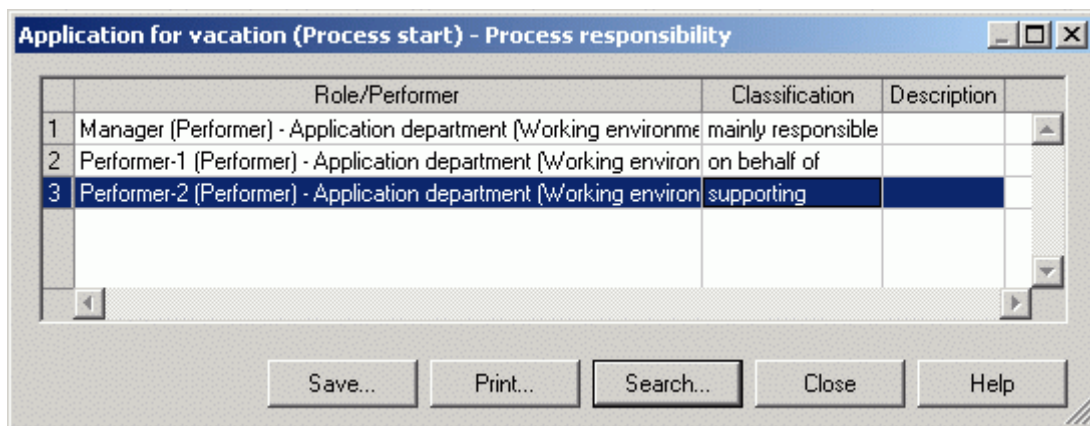 Application for vacation (Process start) - Process responsibility
Role/Performer Classification Description
1 Manager (Performer) - Application department (Working environme mainly responsible
2 Performer-1 (Performer) - Application department (Working environ on behalf of
3 Performer-2 (Performer) - Application department (Working environ supporting
Save... Print... Search... Close Help